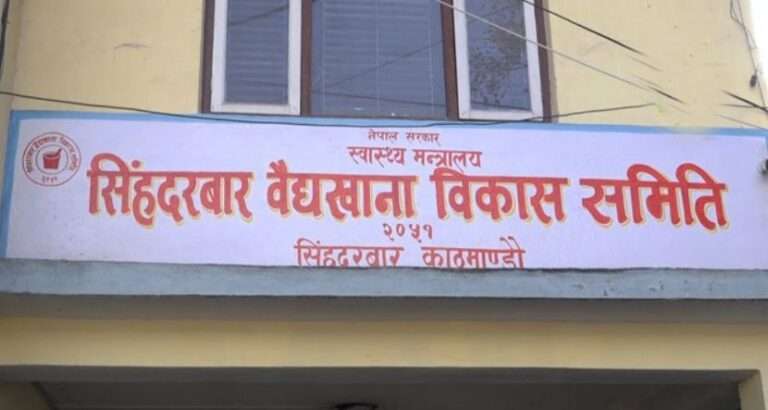 नेपाल सरकार
स्वास्थ्य मन्त्रालय
सिंहदरबार वैद्यखाना विकास समिति
२०५१
सिंहदरबार काठमाण्डौ